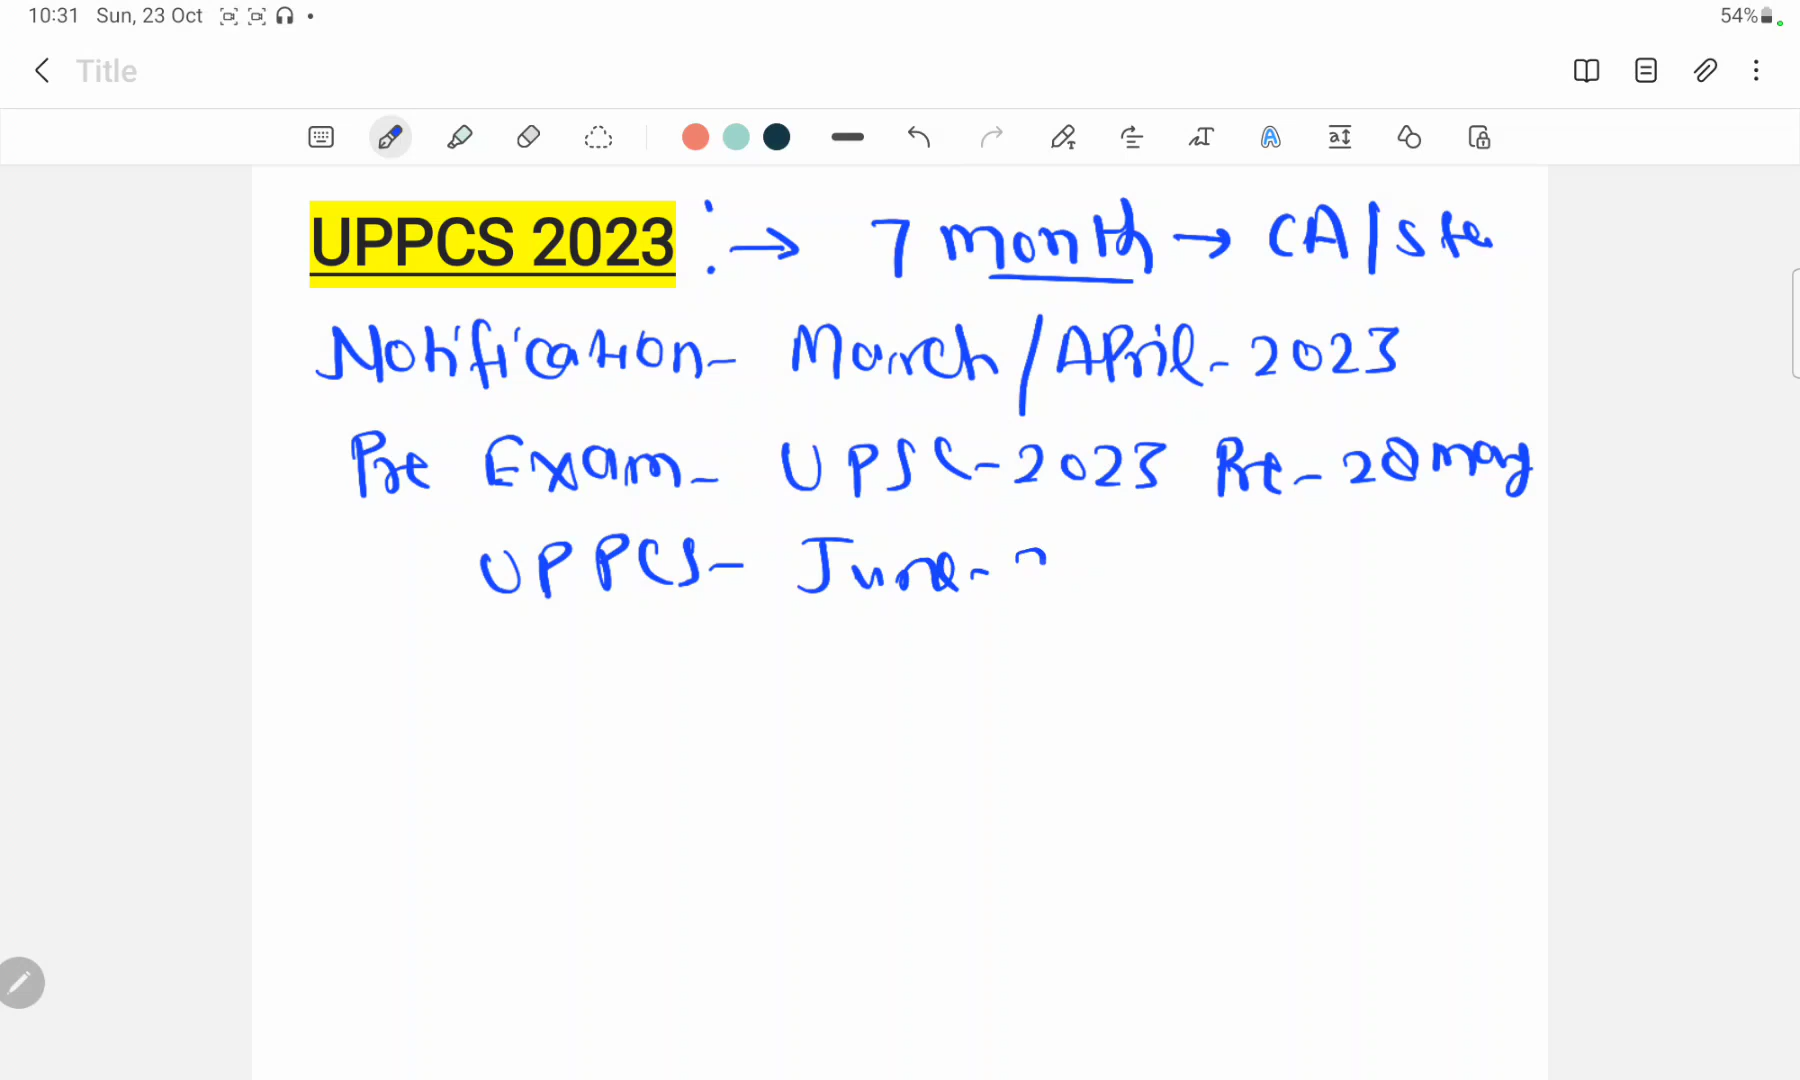 10:31 Sun, 23 Oct 54%
Title
UPPCS 2023 :→ 7 month → CA/Ste
Notification- March/April-2023
Pre Exam- UPSC-2023 Pre-28 may
UPPCS- June-